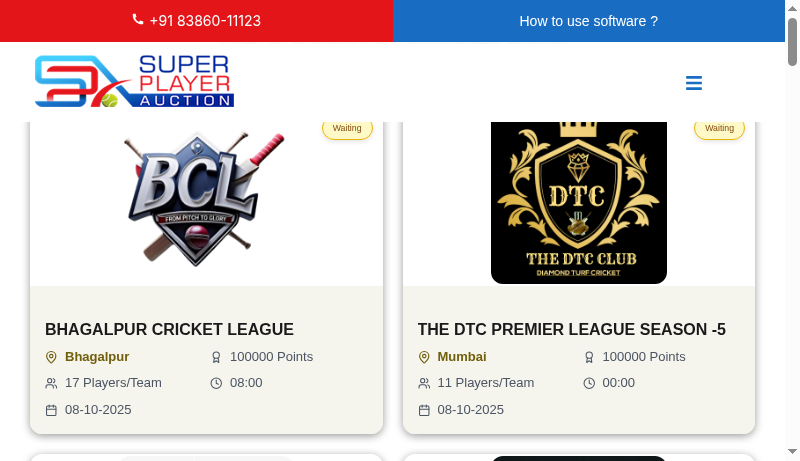 +91 83860-11123
How to use software ?
SUPER
PLAYER
AUCTION
Waiting
Waiting
BCL
FROM PITCH TO GLORY
DTC
THE DTC CLUB
DIAMOND TURF CRICKET
BHAGALPUR CRICKET LEAGUE
Bhagalpur
100000 Points
17 Players/Team
08:00
08-10-2025
THE DTC PREMIER LEAGUE SEASON -5
Mumbai
100000 Points
11 Players/Team
00:00
08-10-2025